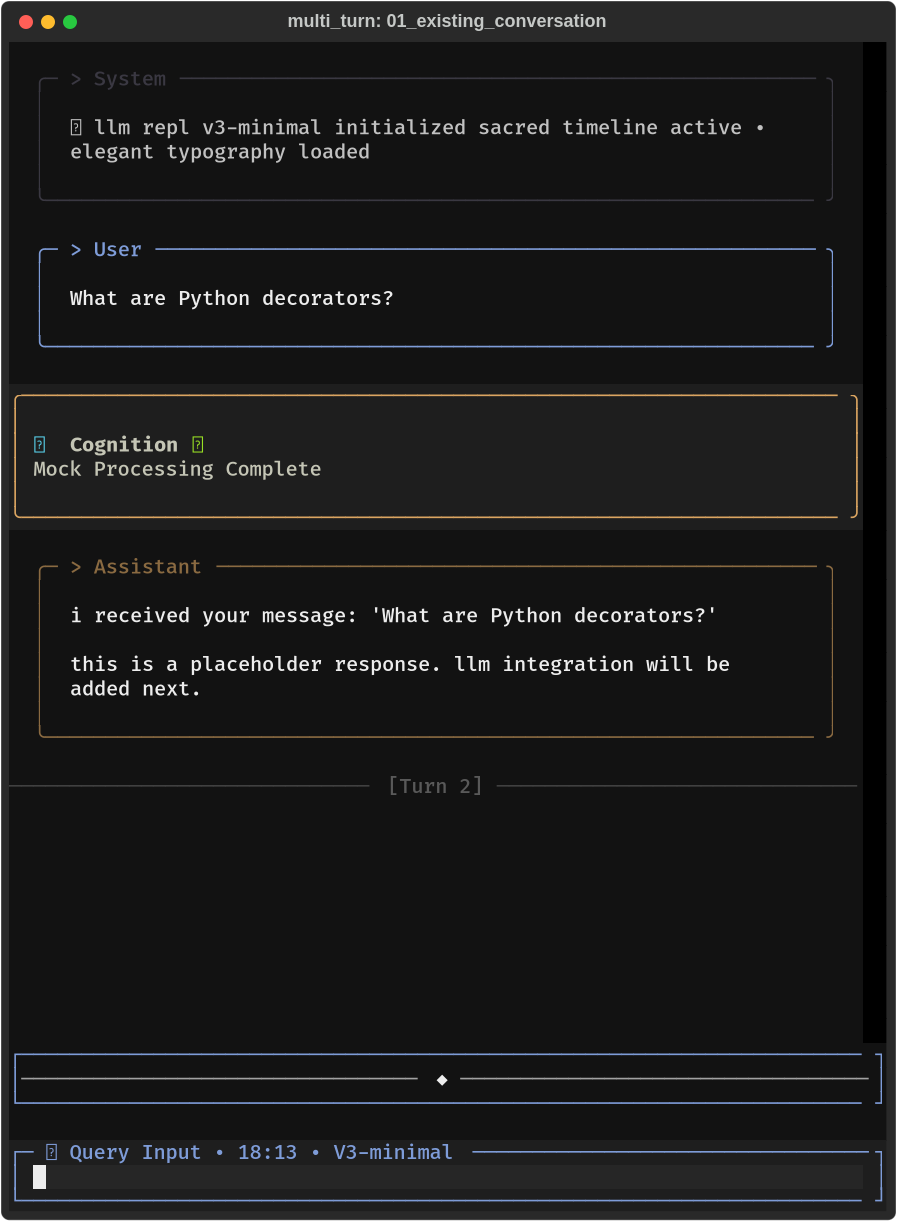 multi_turn: 01_existing_conversation
> System
llm repl v3-minimal initialized sacred timeline active •
elegant typography loaded
> User
What are Python decorators?
Cognition
Mock Processing Complete
> Assistant
i received your message: 'What are Python decorators?'
this is a placeholder response. llm integration will be
added next.
[Turn 2]
◆
Query Input • 18:13 • V3-minimal